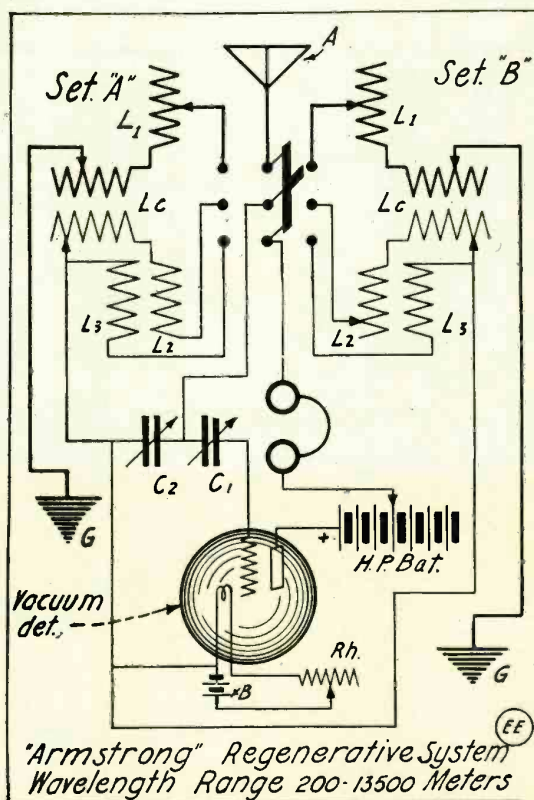 A
Set. "A"
Set "B"
L1
L1
Lc
Lc
L3
L2
L2
L3
C2
C1
G
+
H.P. Bat.
Vacuum
det.
Rh.
B
G
EE
"Armstrong" Regenerative System
Wavelength Range 200-13500 Meters